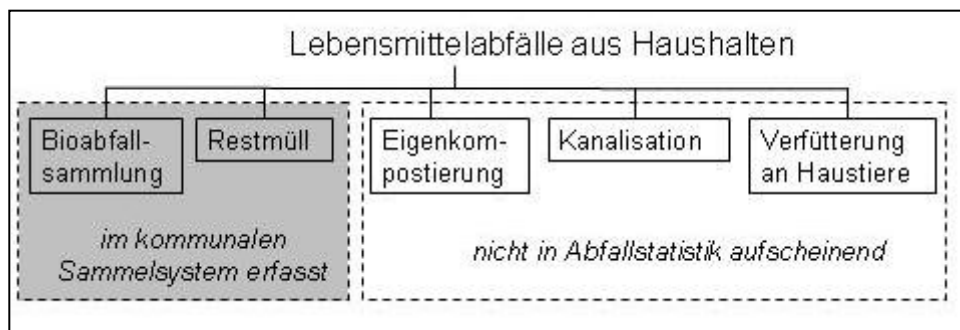 Lebensmittelabfälle aus Haushalten
Bioabfall-
sammlung
Restmüll
Eigenkom-
postierung
Kanalisation
Verfütterung
an Haustiere
im kommunalen
Sammelsystem erfasst
nicht in Abfallstatistik aufscheinend